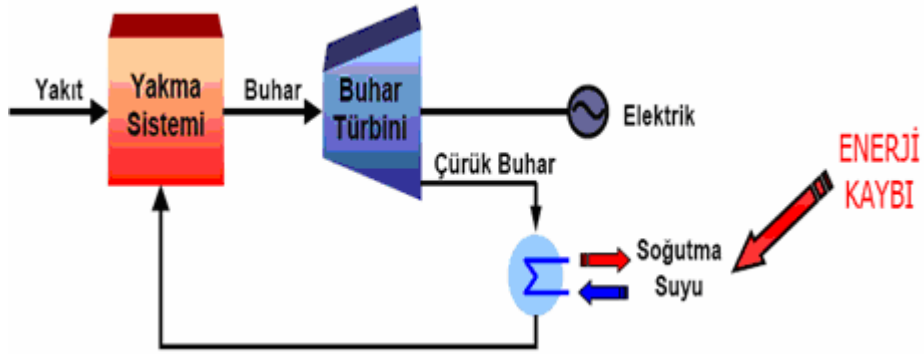 Yakıt
Yakma
Sistemi
Buhar
Buhar
Türbini
Elektrik
Çürük Buhar
ENERJİ
KAYBI
Soğutma
Suyu